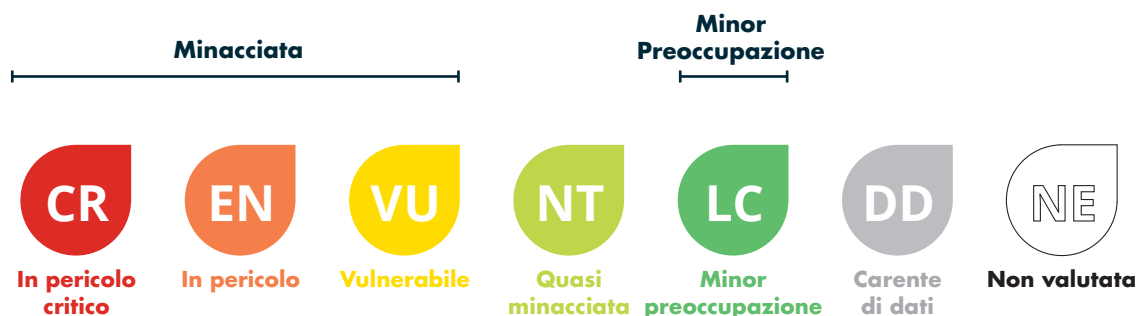 Minacciata
Minor
Preoccupazione
CR
EN
VU
NT
LC
DD
NE
In pericolo
critico
In pericolo
Vulnerabile
Quasi
minacciata
Minor
preoccupazione
Carente
di dati
Non valutata